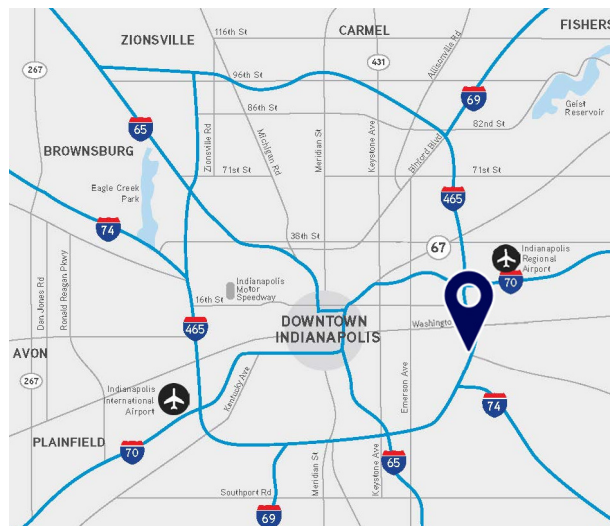 116th St
CARMEL
FISHERS
ZIONSVILLE
267
431
Allisonville Rd
96th St
69
Geist
Reservoir
86th St
82nd St
65
Zionsville Rd
Michigan Rd
Meridian St
Keystone Ave
Binford Blvd
BROWNSBURG
71st St
71st St
Eagle Creek
Park
465
74
38th St
67
Indianapolis
Regional
Airport
70
Dan Jones Rd
Ronald Reagan Pkwy
Indianapolis
Motor
Speedway
16th St
465
DOWNTOWN
INDIANAPOLIS
Washington
AVON
267
Indianapolis
International
Airport
Kentucky Ave
Emerson Ave
74
PLAINFIELD
70
65
Meridian St
Keystone Ave
Southport Rd
69